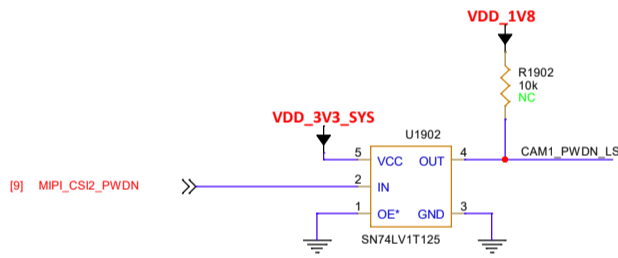 VDD_1V8
R1902
10k
NC
VDD_3V3_SYS
U1902
5 VCC OUT 4 CAM1_PWDN_LS
[9] MIPI_CSI2_PWDN 2 IN
1 OE* GND 3
SN74LV1T125